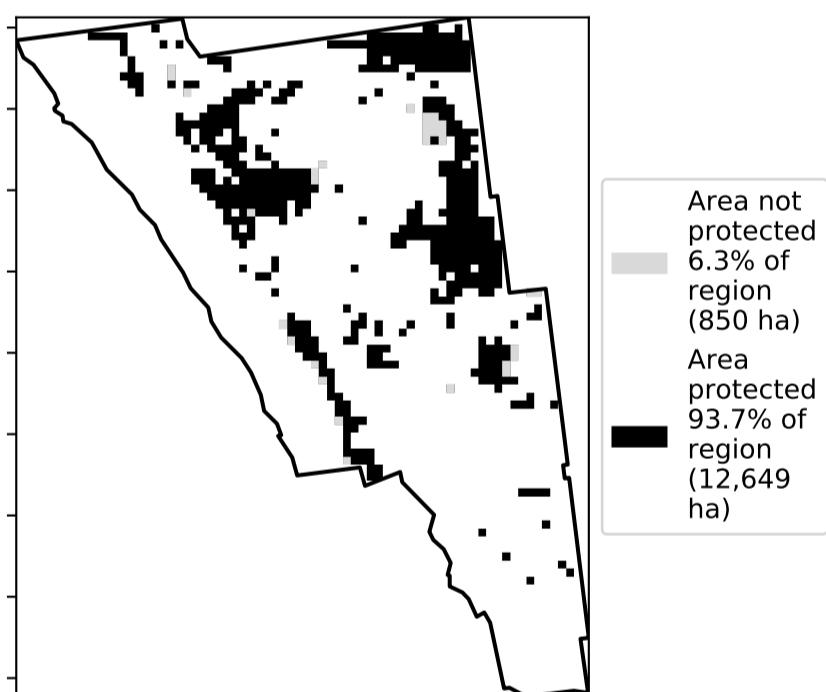 Area not
protected
6.3% of
region
(850 ha)
Area
protected
93.7% of
region
(12,649
ha)